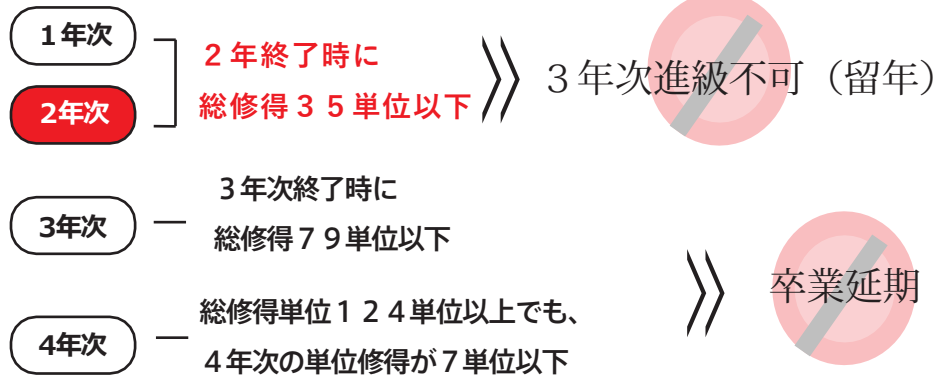 １年次
２年終了時に
総修得３５単位以下
３年次進級不可（留年）
2年次
３年次終了時に
3年次
総修得７９単位以下
卒業延期
総修得単位１２４単位以上でも、
4年次
４年次の単位修得が７単位以下